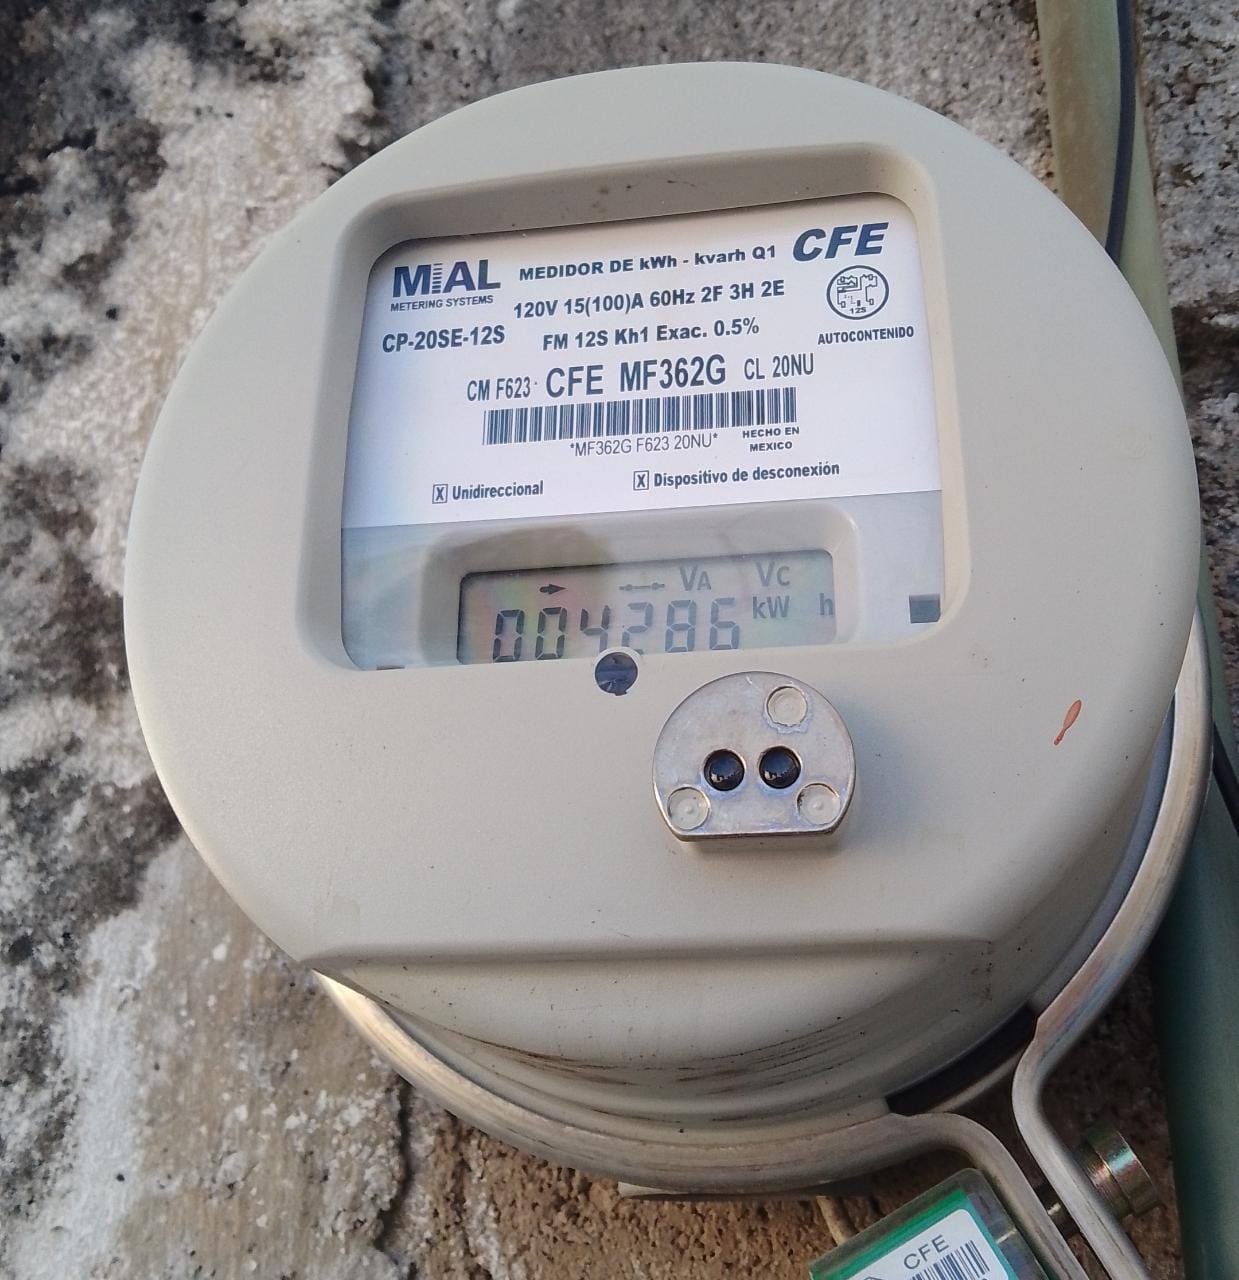 MIAL
METERING SYSTEMS
MEDIDOR DE kWh - kvarh Q1
CFE
120V 15(100)A 60Hz 2F 3H 2E
12S
CP-20SE-12S
FM 12S Kh1 Exac. 0.5%
AUTOCONTENIDO
CM F623 CFE MF362G CL 20NU
*MF362G F623 20NU*
HECHO EN
MEXICO
X Unidireccional
X Dispositivo de desconexión
VA VC
004286 kW h
CFE